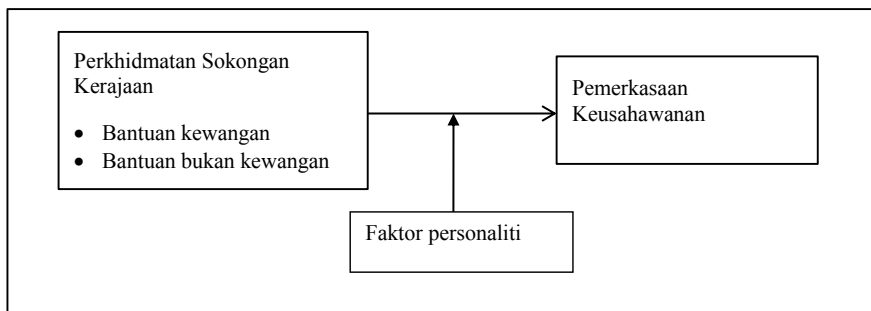 Perkhidmatan Sokongan
Kerajaan
• Bantuan kewangan
• Bantuan bukan kewangan
Pemerkasaan
Keusahawanan
Faktor personaliti